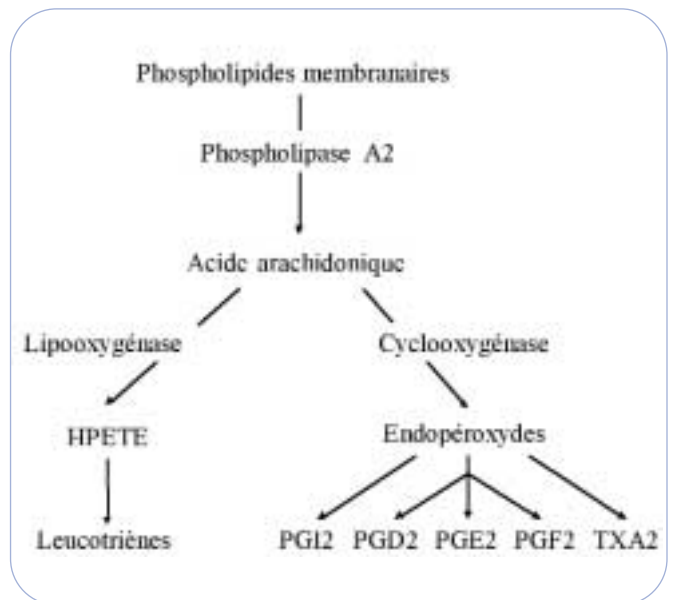 Phospholipides membranaires
Phospholipase A2
Acide arachidonique
Lipooxygénase Cyclooxygénase
HPETE Endopéroxydes
Leucotriènes PGI2 PGD2 PGE2 PGF2 TXA2